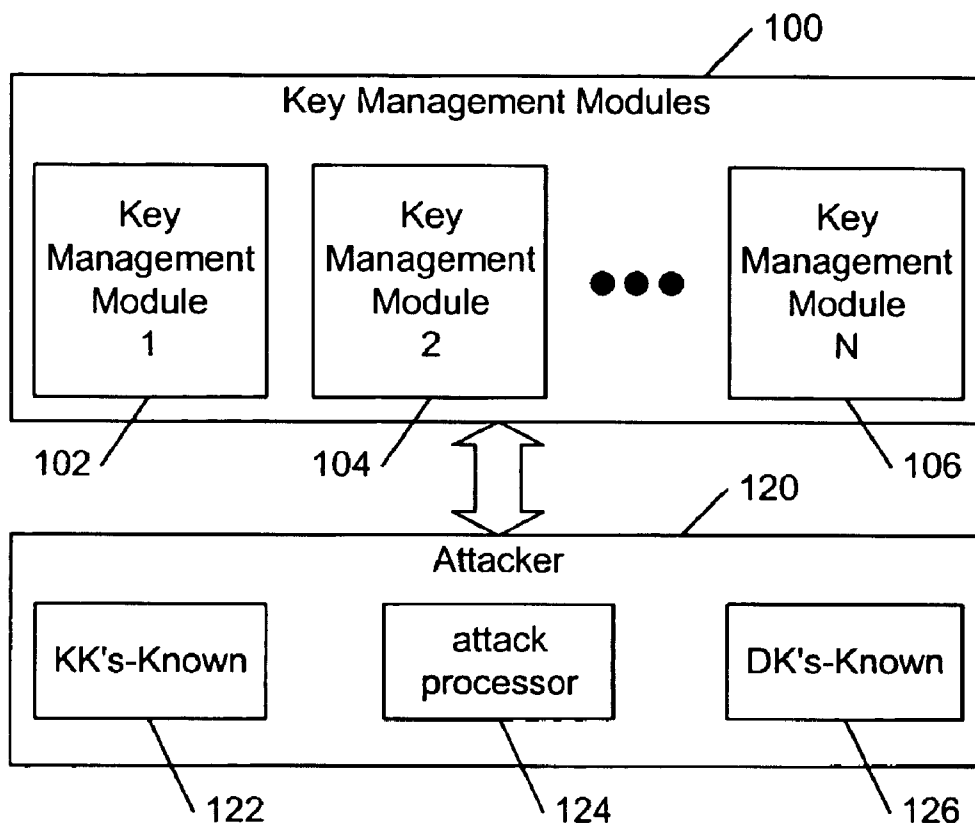 100
Key Management Modules
Key
Management
Module
1
Key
Management
Module
2
Key
Management
Module
N
102
104
106
120
Attacker
KK's-Known
attack
processor
DK's-Known
122
124
126